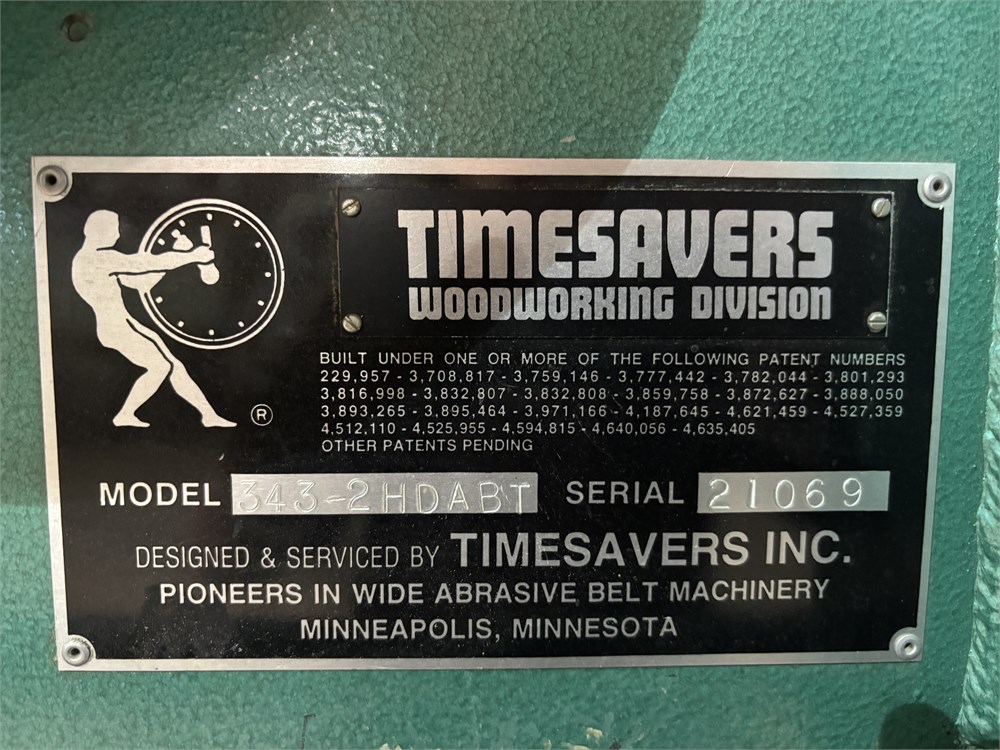 TIMESAVERS
WOODWORKING DIVISION
BUILT UNDER ONE OR MORE OF THE FOLLOWING PATENT NUMBERS
229,957 - 3,708,817 - 3,759,146 - 3,777,442 - 3,782,044 - 3,801,293
3,816,998 - 3,832,807 - 3,832,808 - 3,859,758 - 3,872,627 - 3,888,050
3,893,265 - 3,895,464 - 3,971,166 - 4,187,645 - 4,621,459 - 4,527,359
4,512,110 - 4,525,955 - 4,594,815 - 4,640,056 - 4,635,405
OTHER PATENTS PENDING
®
MODEL 343-2HDABT SERIAL 21069
DESIGNED & SERVICED BY TIMESAVERS INC.
PIONEERS IN WIDE ABRASIVE BELT MACHINERY
MINNEAPOLIS, MINNESOTA